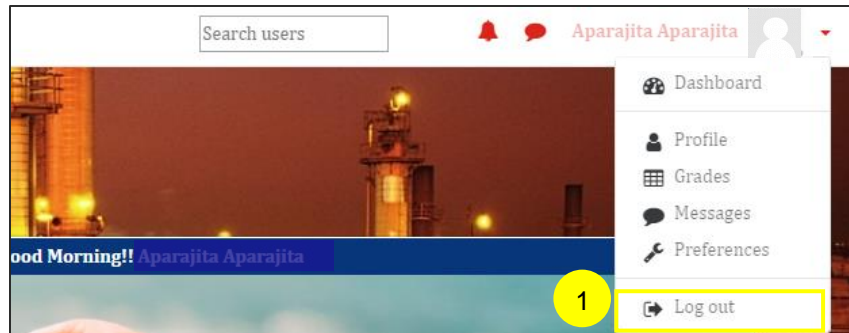 Search users
Aparajita Aparajita
Dashboard
Profile
Grades
Messages
Preferences
ood Morning!! Aparajita Aparajita
1
Log out